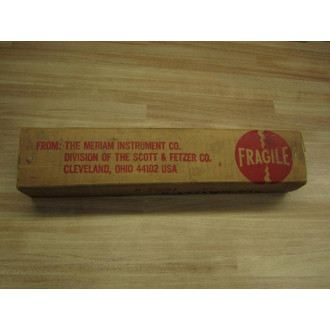 FROM: THE MERIAM INSTRUMENT CO.
DIVISION OF THE SCOTT & FETZER CO.
CLEVELAND, OHIO 44102 USA
FRAGILE